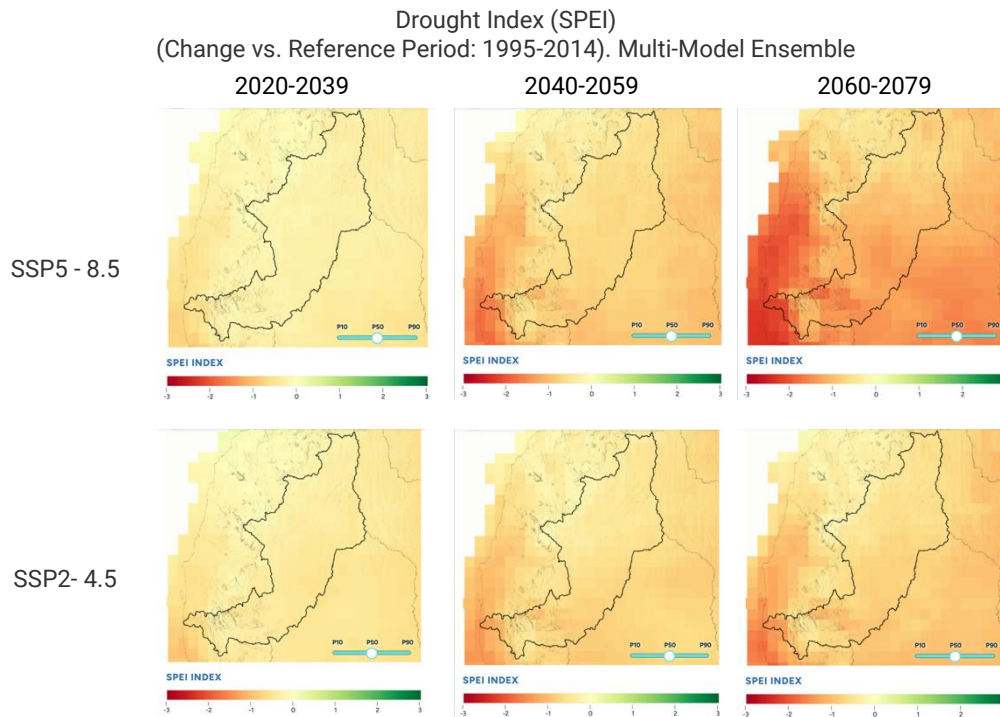 Drought Index (SPEI)
(Change vs. Reference Period: 1995-2014). Multi-Model Ensemble
2020-2039 2040-2059 2060-2079
SSP5 - 8.5
P10 P50 P90 P10 P50 P90 P10 P50 P90
SPEI INDEX SPEI INDEX SPEI INDEX
-3 -2 -1 0 1 2 3 -3 -2 -1 0 1 2 3 -3 -2 -1 0 1 2
SSP2- 4.5
P10 P50 P90 P10 P50 P90 P10 P50 P90
SPEI INDEX SPEI INDEX SPEI INDEX
-3 -2 -1 0 1 2 3 -3 -2 -1 0 1 2 3 -3 -2 -1 0 1 2